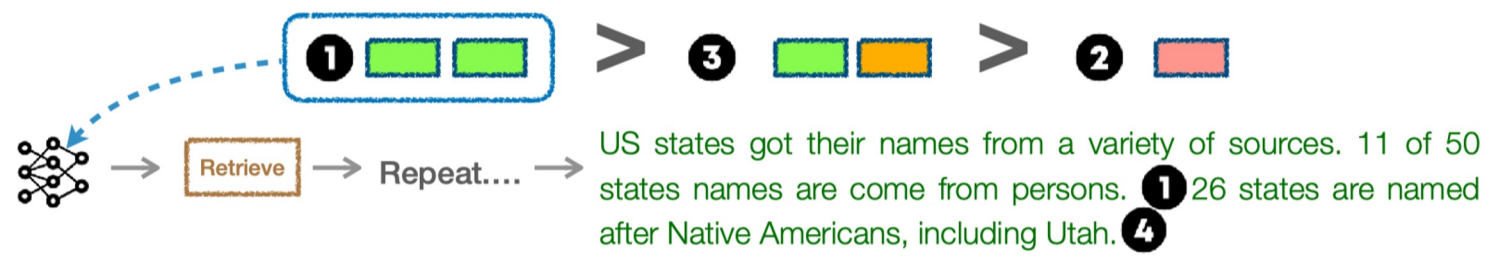 1 > 3 > 2
Retrieve
Repeat....
US states got their names from a variety of sources. 11 of 50
states names are come from persons. 1 26 states are named
after Native Americans, including Utah. 4